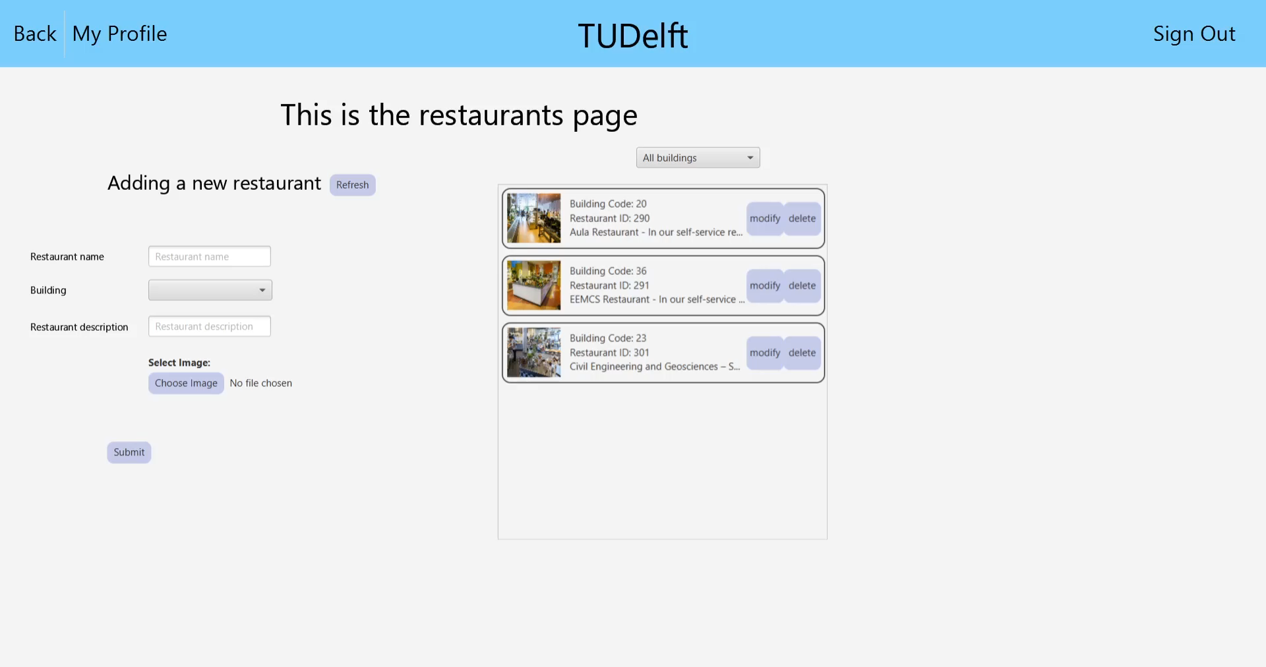 Back
My Profile
TUDelft
Sign Out
This is the restaurants page
All buildings
Adding a new restaurant
Refresh
Restaurant name
Restaurant name
Building
Restaurant description
Restaurant description
Select Image:
Choose Image
No file chosen
Submit
Building Code: 20
Restaurant ID: 290
Aula Restaurant - In our self-service re...
modify
delete
Building Code: 36
Restaurant ID: 291
EEMCS Restaurant - In our self-service ...
modify
delete
Building Code: 23
Restaurant ID: 301
Civil Engineering and Geosciences – S...
modify
delete